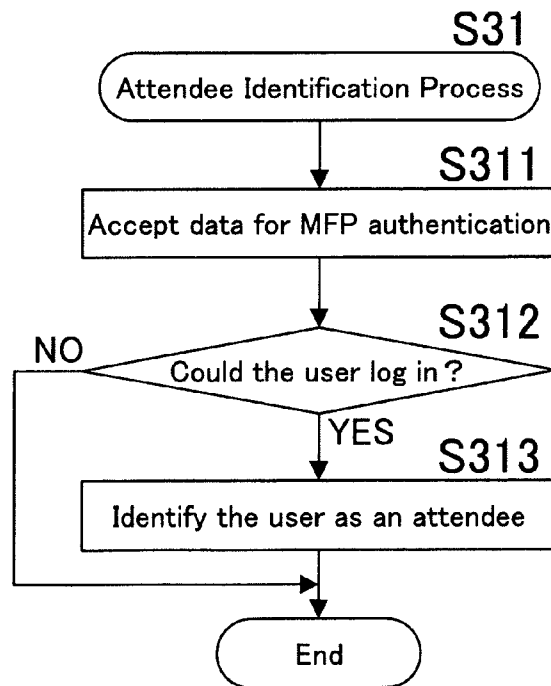 S31
Attendee Identification Process
S311
Accept data for MFP authentication
S312
NO
Could the user log in?
YES
S313
Identify the user as an attendee
End